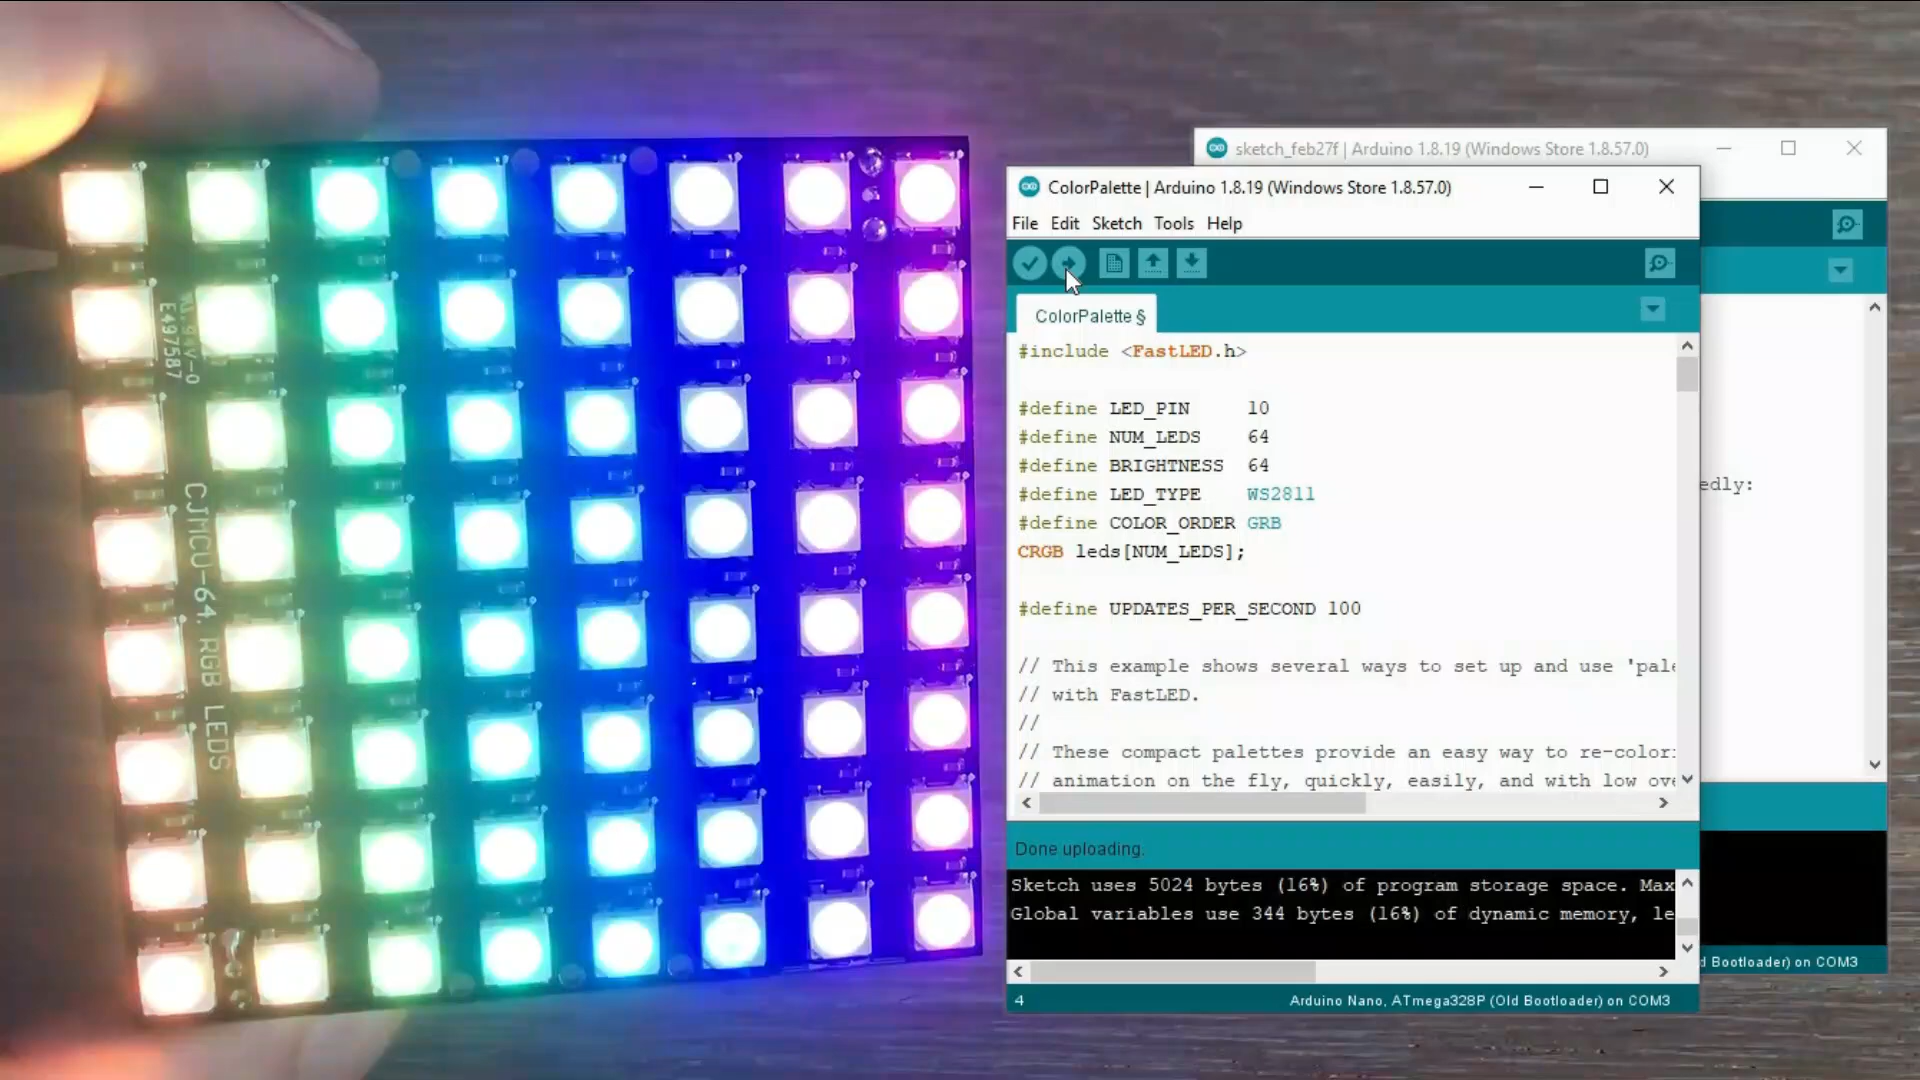 E497587
CJMCU-64, RGB LEDS
sketch_feb27f | Arduino 1.8.19 (Windows Store 1.8.57.0)
ColorPalette | Arduino 1.8.19 (Windows Store 1.8.57.0)
File Edit Sketch Tools Help
ColorPalette §
#include <FastLED.h>
#define LED_PIN 10
#define NUM_LEDS 64
#define BRIGHTNESS 64
#define LED_TYPE WS2811
#define COLOR_ORDER GRB
CRGB leds[NUM_LEDS];
#define UPDATES_PER_SECOND 100
// This example shows several ways to set up and use 'pale
// with FastLED.
//
// These compact palettes provide an easy way to re-color
// animation on the fly, quickly, easily, and with low ove
edly:
Done uploading.
Sketch uses 5024 bytes (16%) of program storage space. Max
Global variables use 344 bytes (16%) of dynamic memory, le
4
Arduino Nano, ATmega328P (Old Bootloader) on COM3
d Bootloader) on COM3